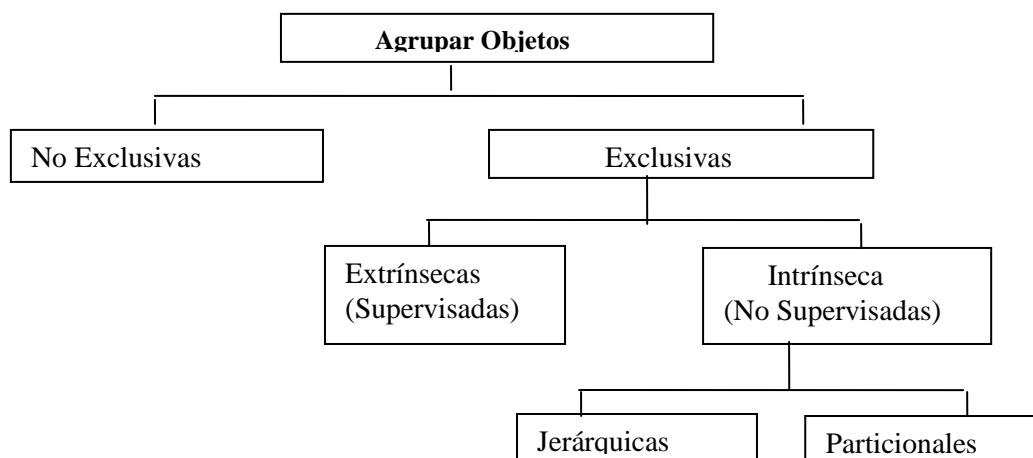 Agrupar Objetos
No Exclusivas
Exclusivas
Extrínsecas
(Supervisadas)
Intrínseca
(No Supervisadas)
Jerárquicas
Particionales